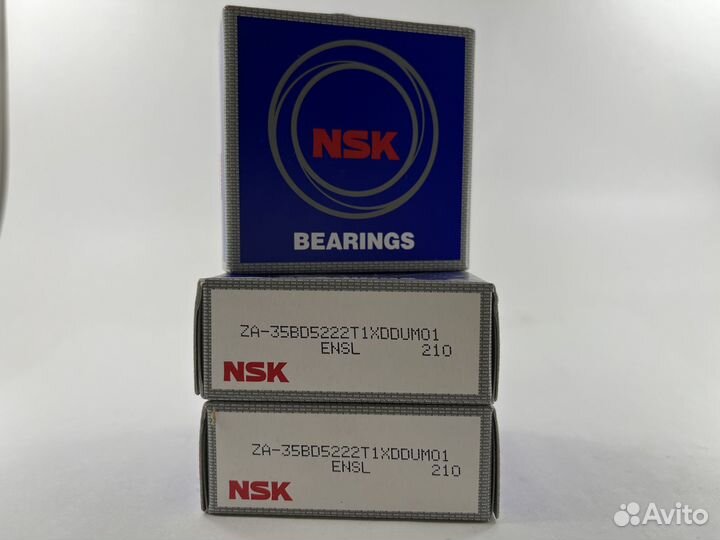 NSK
BEARINGS
ZA-35BD5222T1XDDUM01
ENSL 210
NSK
ZA-35BD5222T1XDDUM01
ENSL 210
NSK
Avito